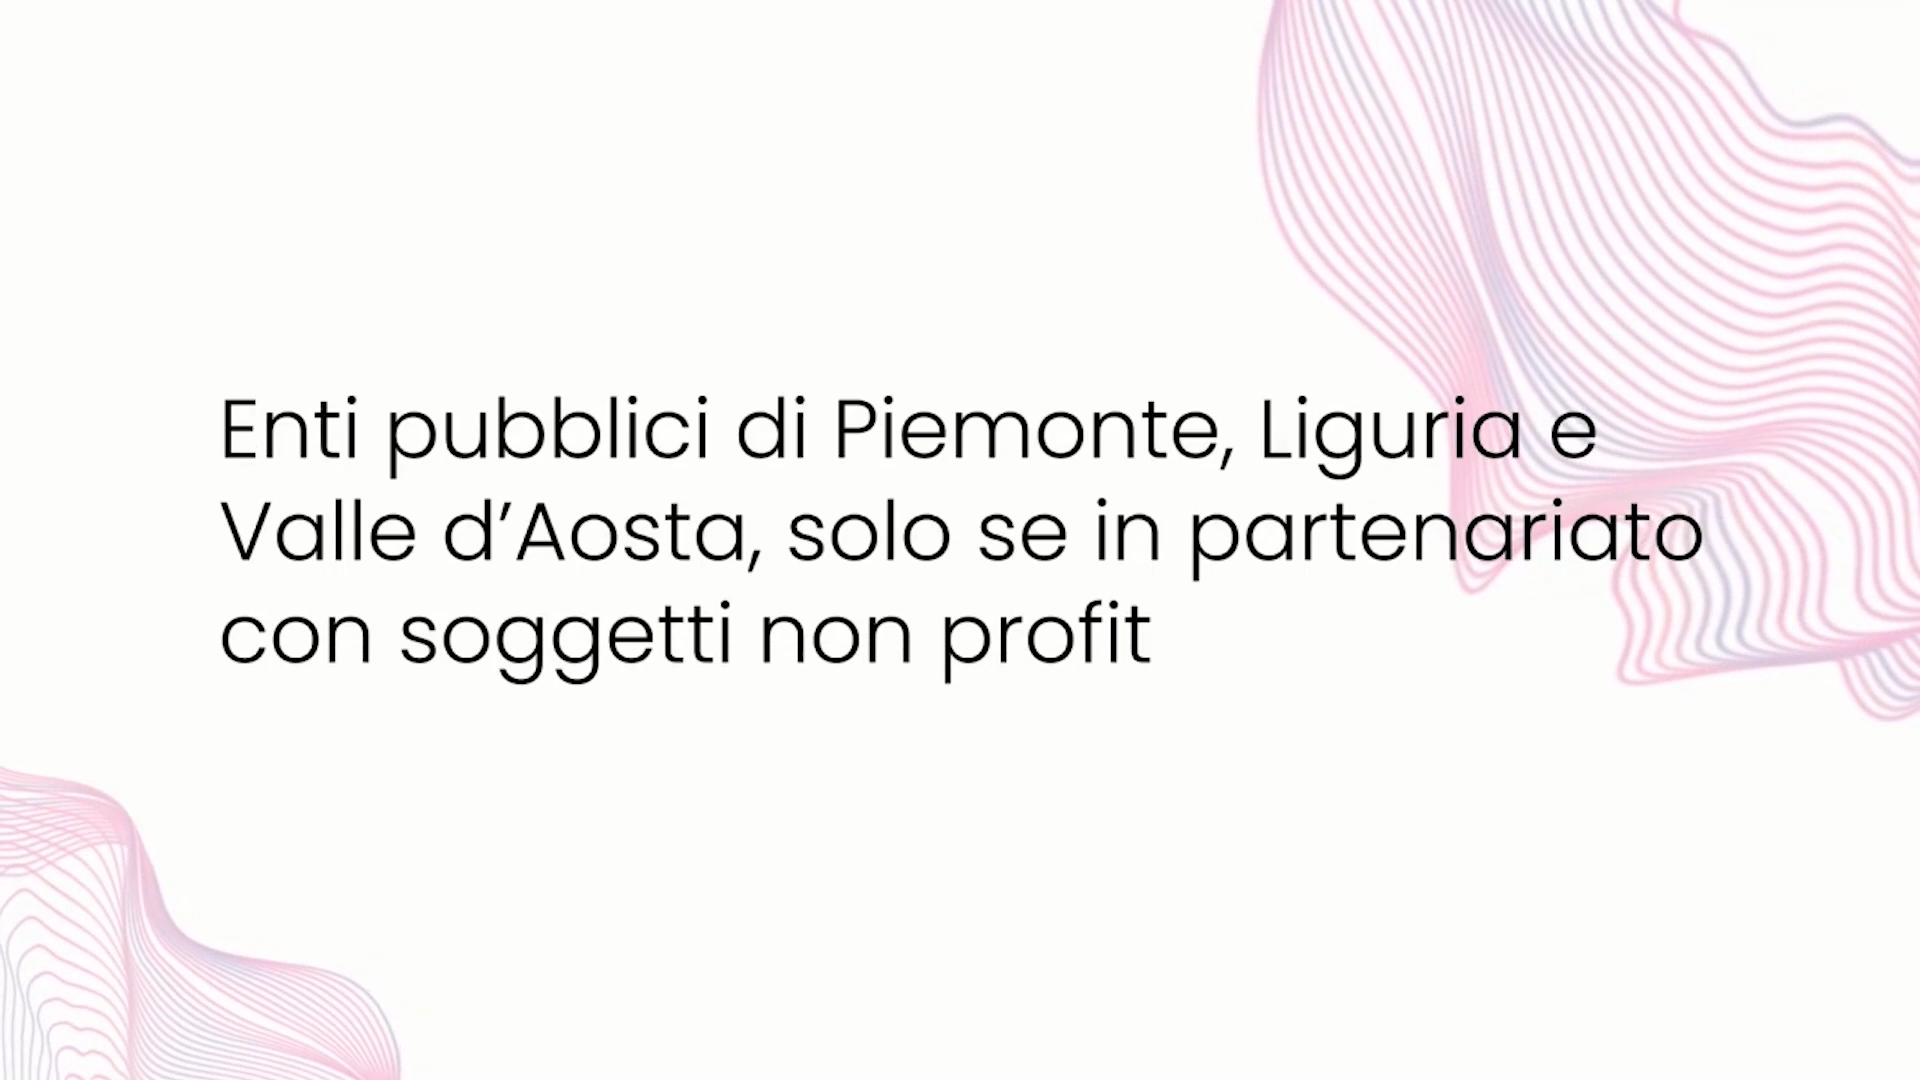 Enti pubblici di Piemonte, Liguria e
Valle d’Aosta, solo se in partenariato
con soggetti non profit